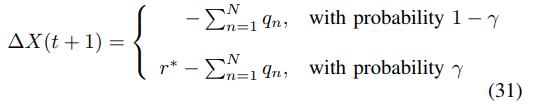 ΔX(t + 1) = { − ∑_{n=1}^{N} q_n, with probability 1 − γ
r* − ∑_{n=1}^{N} q_n, with probability γ
(31)